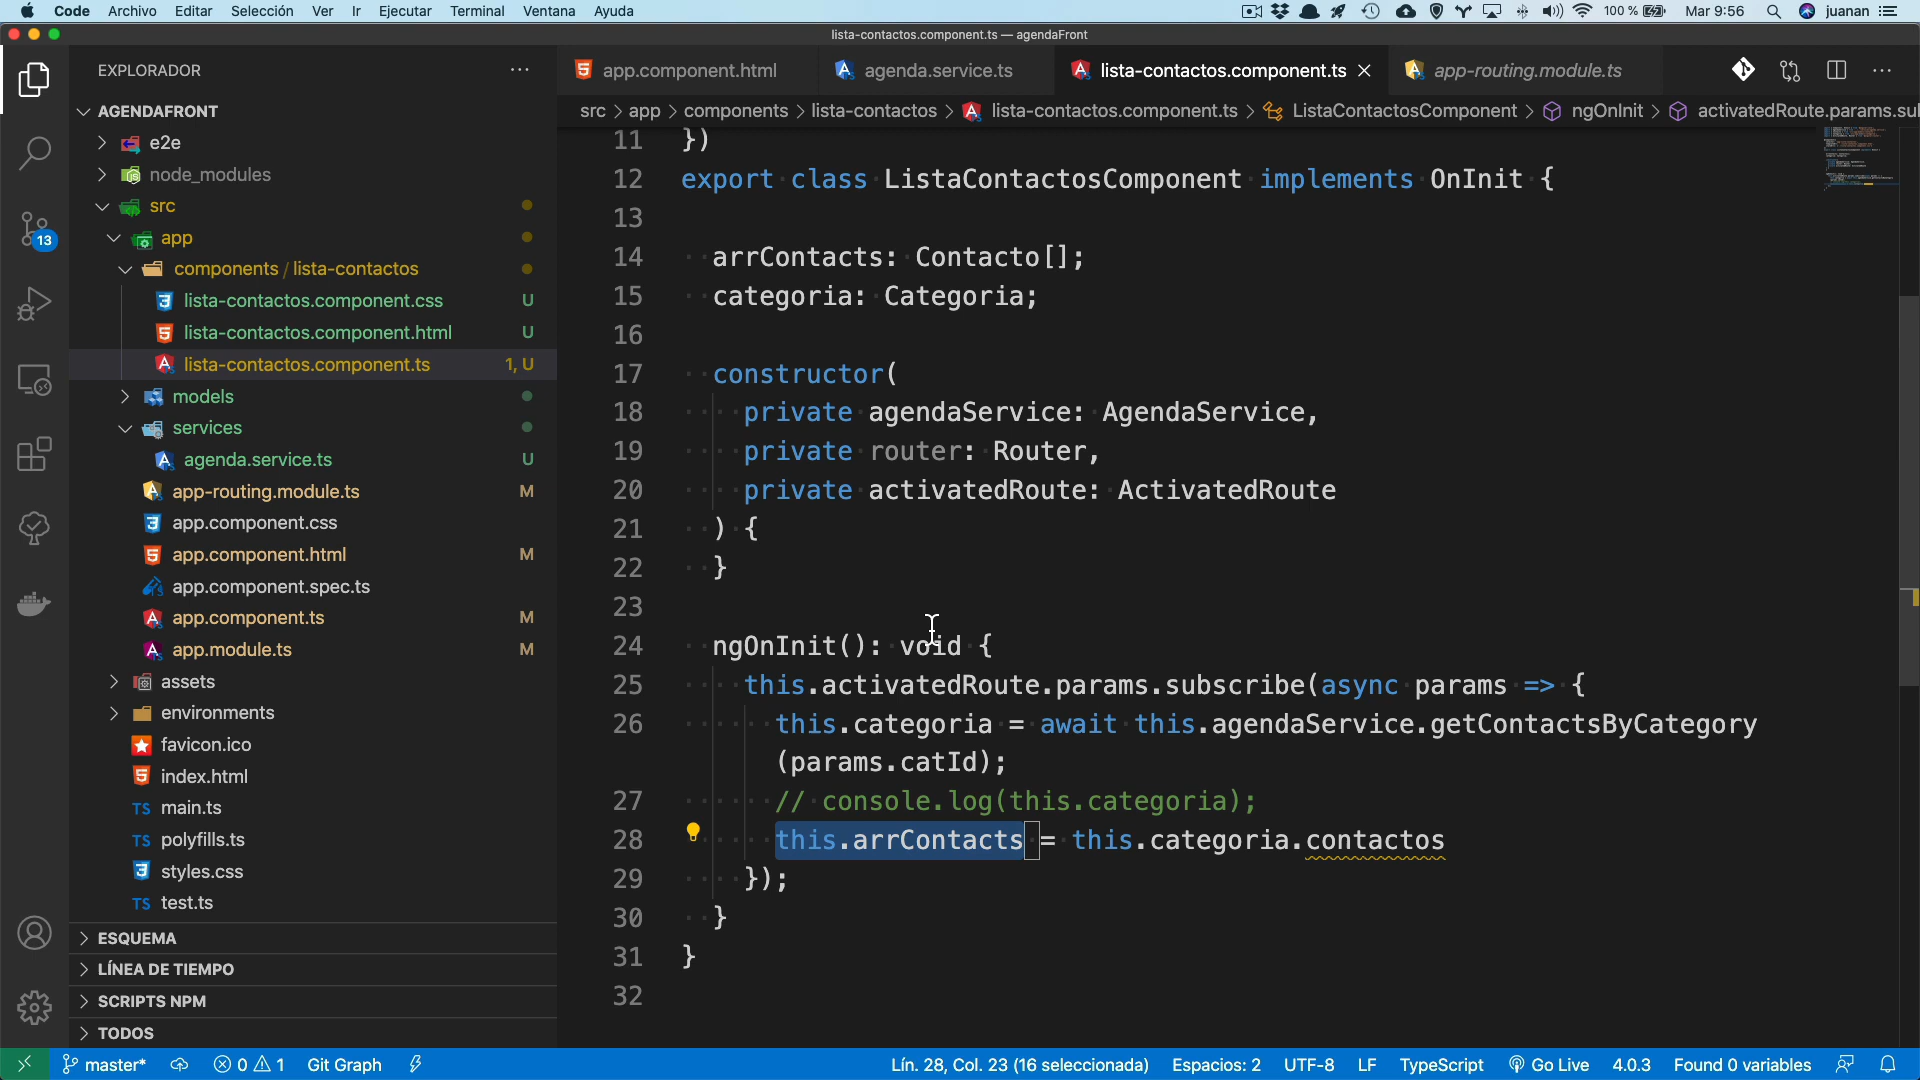 Code Archivo Editar Selección Ver Ir Ejecutar Terminal Ventana Ayuda 100 % Mar 9:56 juanan
lista-contactos.component.ts — agendaFront
EXPLORADOR
AGENDAFRONT
e2e
node_modules
src
app
components / lista-contactos
lista-contactos.component.css U
lista-contactos.component.html U
lista-contactos.component.ts 1, U
models
services
agenda.service.ts U
app-routing.module.ts M
app.component.css
app.component.html M
app.component.spec.ts
app.component.ts M
app.module.ts M
assets
environments
favicon.ico
index.html
TS main.ts
TS polyfills.ts
styles.css
TS test.ts
ESQUEMA
LÍNEA DE TIEMPO
SCRIPTS NPM
TODOS
13
app.component.html agenda.service.ts lista-contactos.component.ts app-routing.module.ts
src > app > components > lista-contactos > lista-contactos.component.ts > ListaContactosComponent > ngOnInit > activatedRoute.params.sul
11 })
12 export class ListaContactosComponent implements OnInit {
13
14 arrContacts: Contacto[];
15 categoria: Categoria;
16
17 constructor(
18 private agendaService: AgendaService,
19 private router: Router,
20 private activatedRoute: ActivatedRoute
21 ) {
22 }
23
24 ngOnInit(): void {
25 this.activatedRoute.params.subscribe(async params => {
26 this.categoria = await this.agendaService.getContactsByCategory
(params.catId);
27 // console.log(this.categoria);
28 this.arrContacts = this.categoria.contactos
29 });
30 }
31 }
32
master* 0 1 Git Graph Lín. 28, Col. 23 (16 seleccionada) Espacios: 2 UTF-8 LF TypeScript Go Live 4.0.3 Found 0 variables